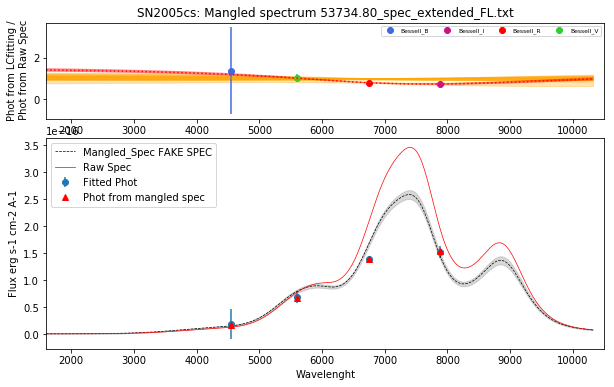 SN2005cs: Mangled spectrum 53734.80_spec_extended_FL.txt
Phot from LCfitting /
Phot from Raw Spec
2
0
Bessell_B
Bessell_I
Bessell_R
Bessell_V
2000 3000 4000 5000 6000 7000 8000 9000 10000
1e−16
Flux erg s-1 cm-2 A-1
3.5
3.0
2.5
2.0
1.5
1.0
0.5
0.0
Mangled_Spec FAKE SPEC
Raw Spec
Fitted Phot
Phot from mangled spec
2000 3000 4000 5000 6000 7000 8000 9000 10000
Wavelenght